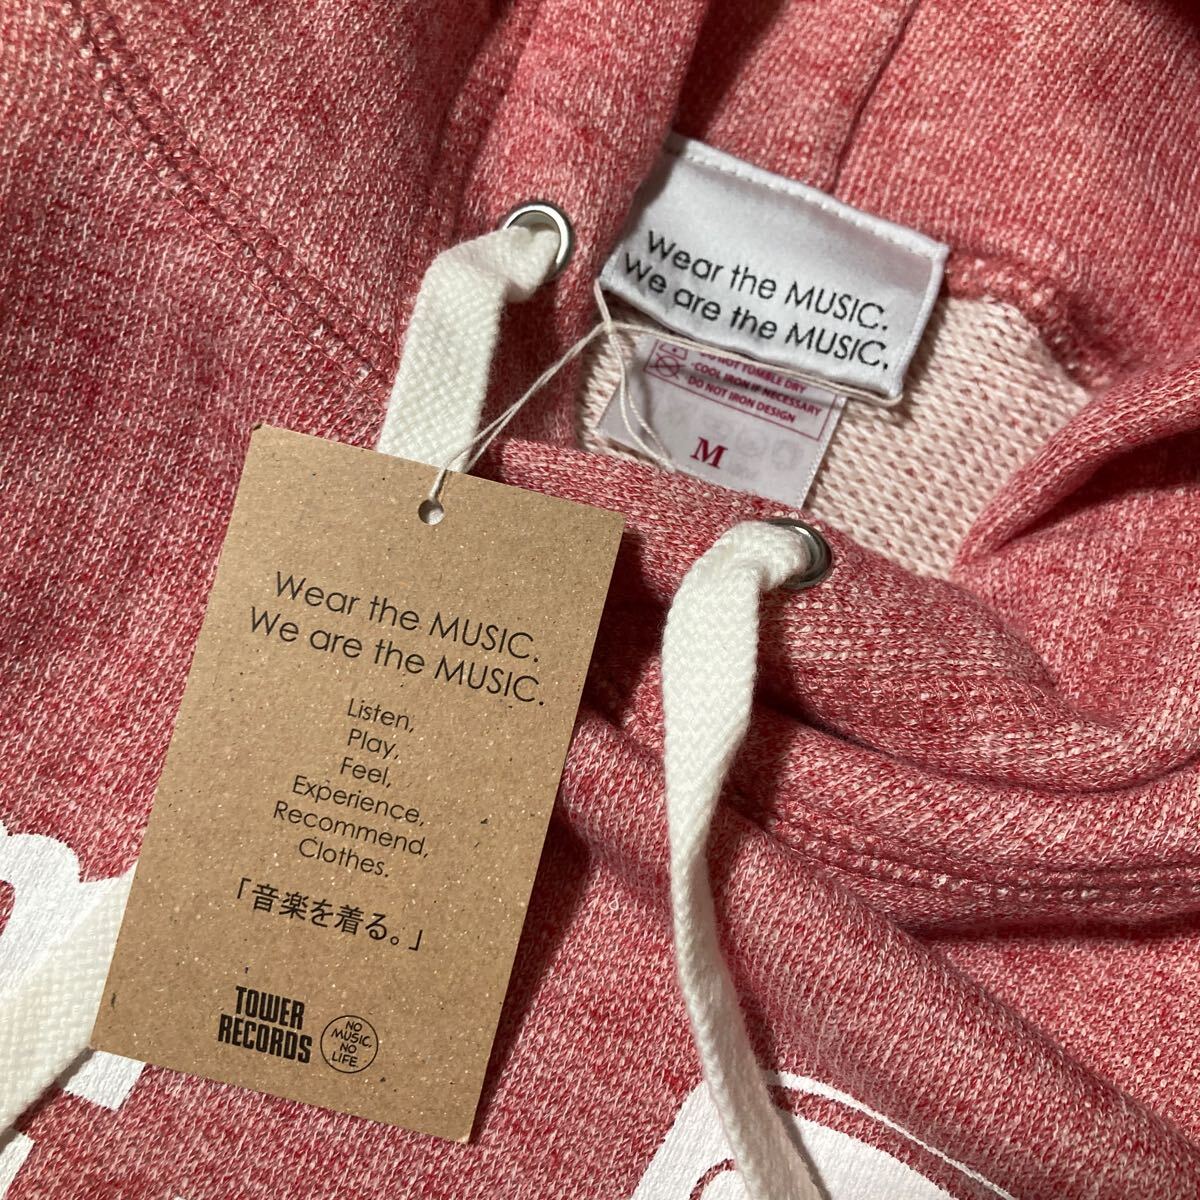 Wear the MUSIC.
We are the MUSIC.
DO NOT TUMBLE DRY
COOL IRON IF NECESSARY
DO NOT IRON DESIGN
M
Wear the MUSIC.
We are the MUSIC.
Listen,
Play,
Feel,
Experience,
Recommend,
Clothes.
「音楽を着る。」
TOWER
RECORDS
NO
MUSIC,
NO
LIFE.